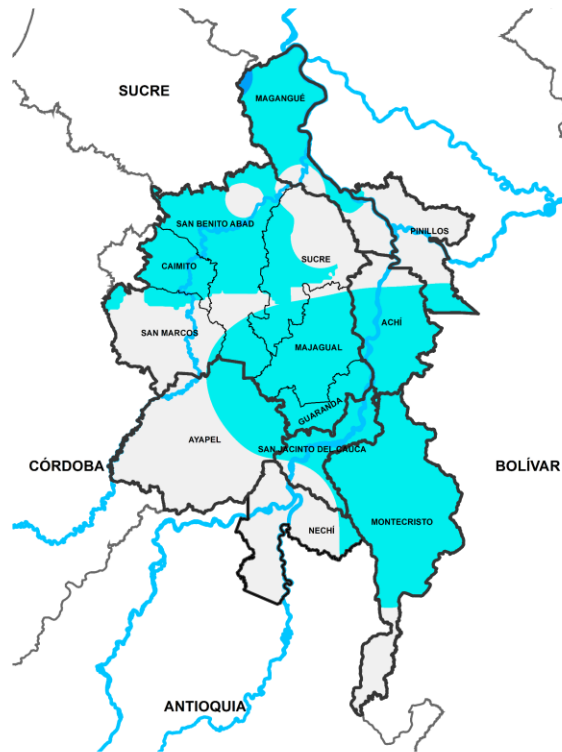 SUCRE
MAGANGUÉ
SAN BENITO ABAD
PINILLOS
SUCRE
CAIMITO
ACHÍ
SAN MARCOS
MAJAGUAL
GUARANDA
AYAPEL
SAN JACINTO DEL CAUCA
CÓRDOBA
BOLÍVAR
MONTECRISTO
NECHÍ
ANTIOQUIA